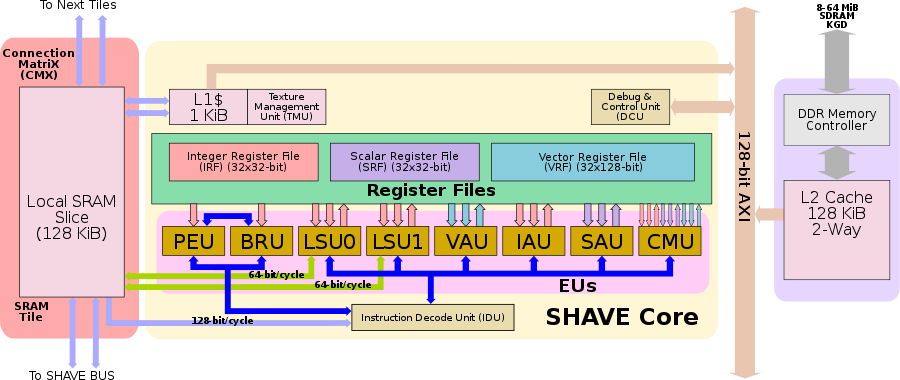 To Next Tiles
8-64 MiB
SDRAM
KGD
Connection
MatriX
(CMX)
L1$
1 KiB
Texture
Management
Unit (TMU)
Debug &
Control Unit
(DCU
DDR Memory
Controller
128-bit AXI
Integer Register File
(IRF) (32x32-bit)
Scalar Register File
(SRF) (32x32-bit)
Vector Register File
(VRF) (32x128-bit)
Register Files
Local SRAM
Slice
(128 KiB)
L2 Cache
128 KiB
2-Way
PEU
BRU
LSU0
LSU1
VAU
IAU
SAU
CMU
64-bit/cycle
64-bit/cycle
EUs
SRAM
Tile
128-bit/cycle
Instruction Decode Unit (IDU)
SHAVE Core
To SHAVE BUS